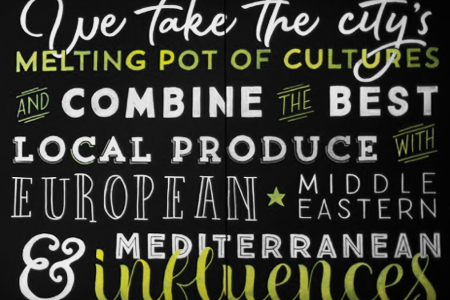 We take the city's
MELTING POT OF CULTURES
AND COMBINE THE BEST
LOCAL PRODUCE WITH
EUROPEAN ★ MIDDLE EASTERN
& MEDITERRANEAN
influences